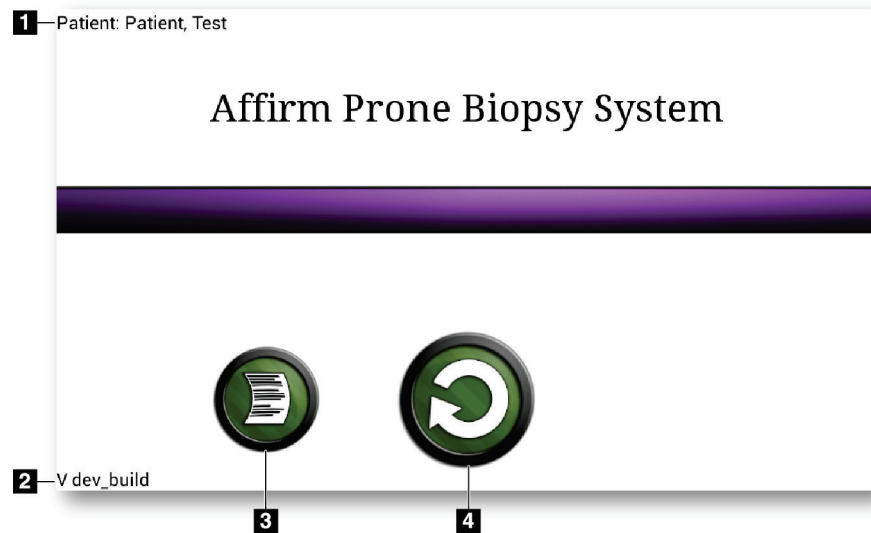 1 Patient: Patient, Test
Affirm Prone Biopsy System
2 V dev_build
3 4